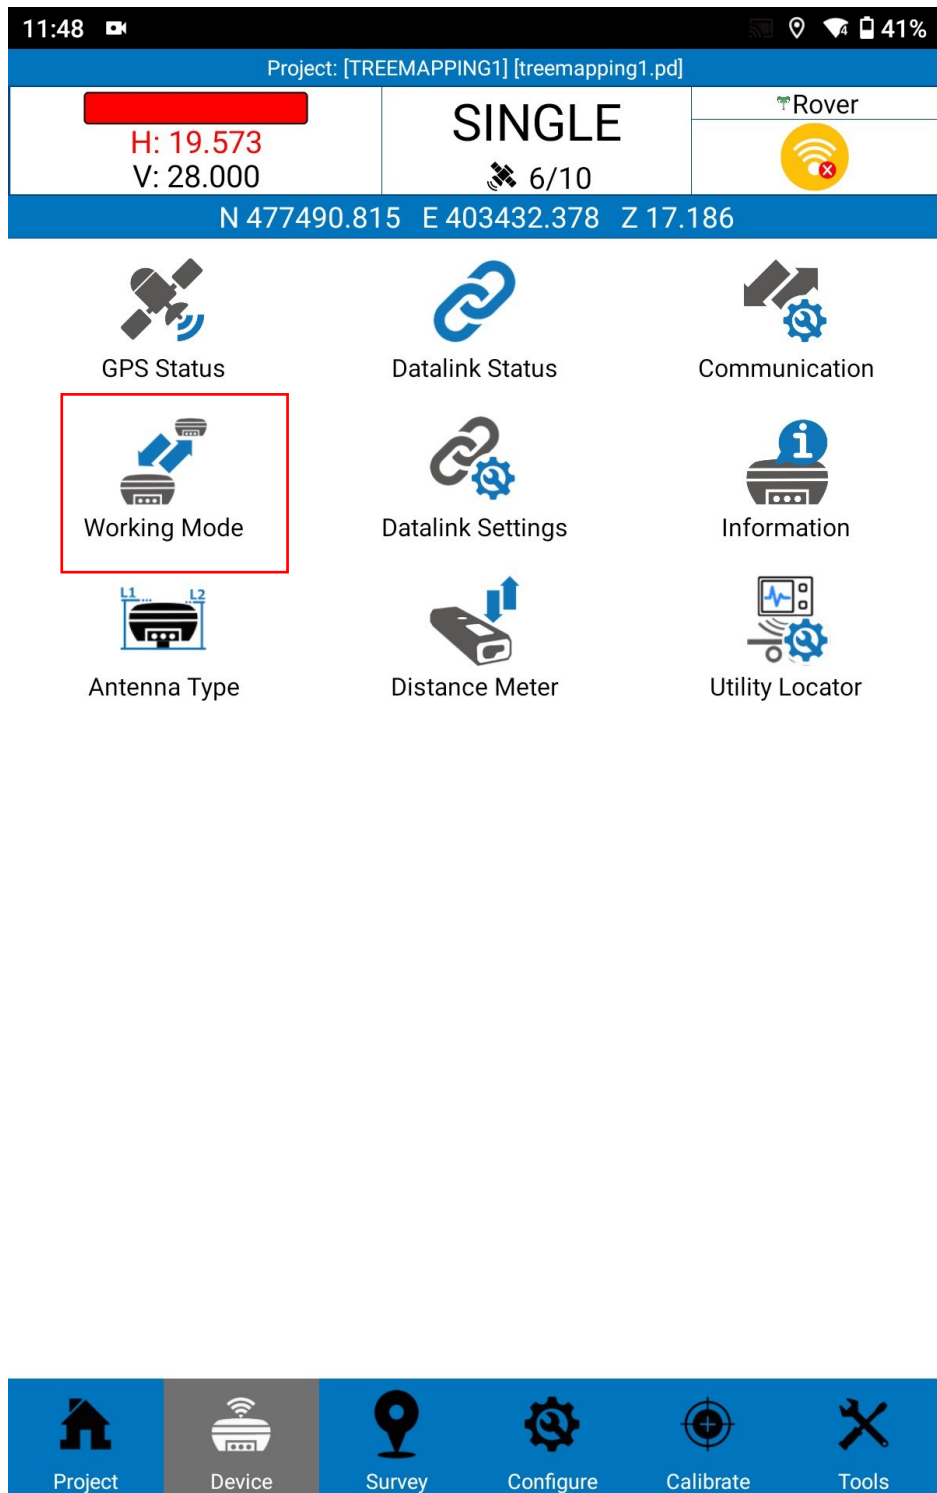 11:48 41%
Project: [TREEMAPPING1] [treemapping1.pd]
H: 19.573
V: 28.000
SINGLE
6/10
Rover
N 477490.815 E 403432.378 Z 17.186
GPS Status Datalink Status Communication
Working Mode Datalink Settings Information
L1 L2
Antenna Type Distance Meter Utility Locator
Project Device Survey Configure Calibrate Tools